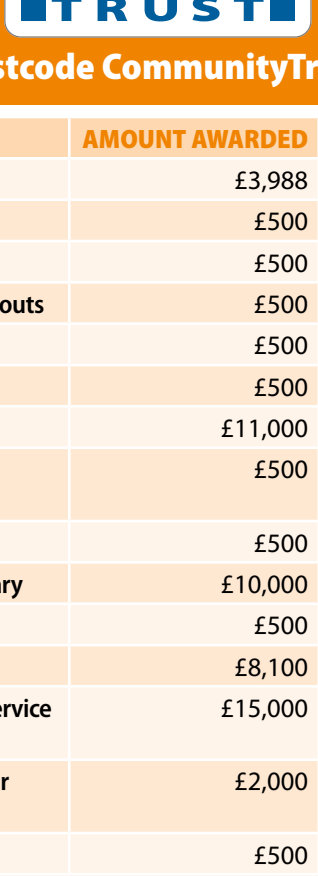 TRUST
stcode CommunityTr
AMOUNT AWARDED
£3,988
£500
£500
outs £500
£500
£500
£11,000
£500
£500
ary £10,000
£500
£8,100
ervice £15,000
r £2,000
£500